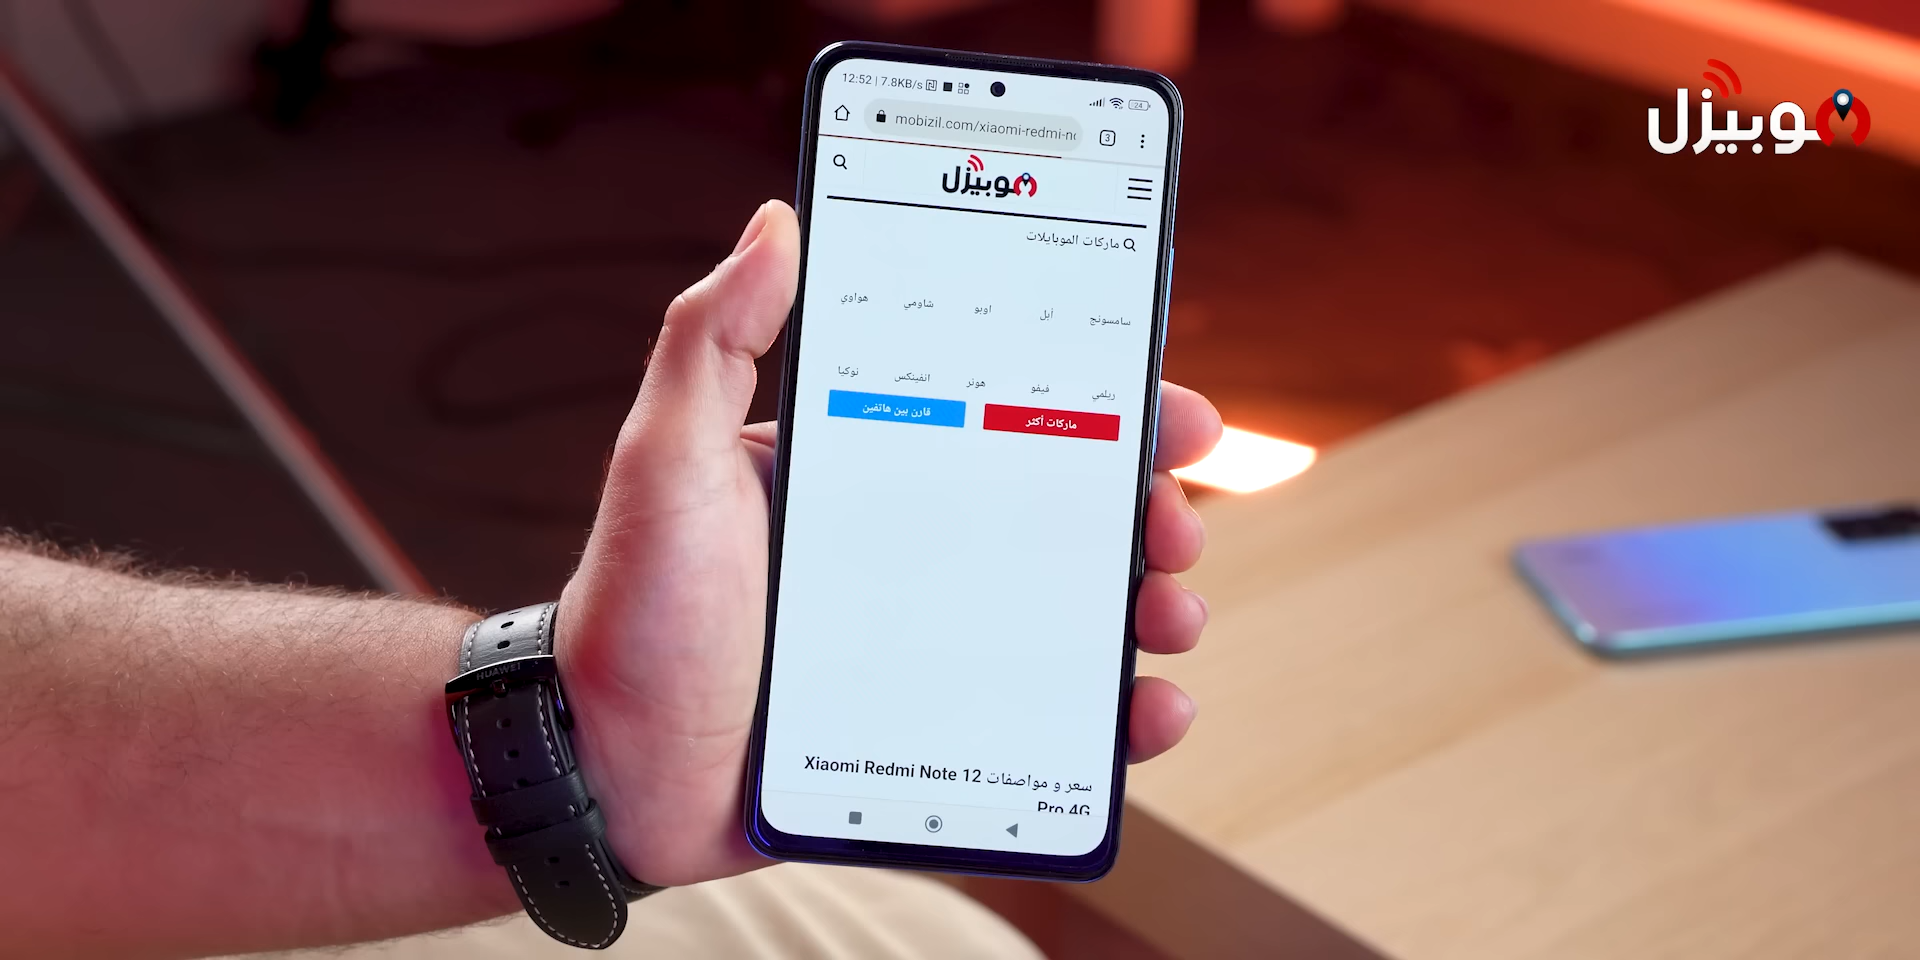 12:52 | 7.8KB/s
24
mobizil.com/xiaomi-redmi-no
3
موبيزل
موبيزل
ماركات الموبايلات
سامسونج أبل اوبو شاومي هواوي
ريلمي فيفو هونر انفينكس نوكيا
ماركات أكثر قارن بين هاتفين
سعر و مواصفات Xiaomi Redmi Note 12
Pro 4G
HUAWEI